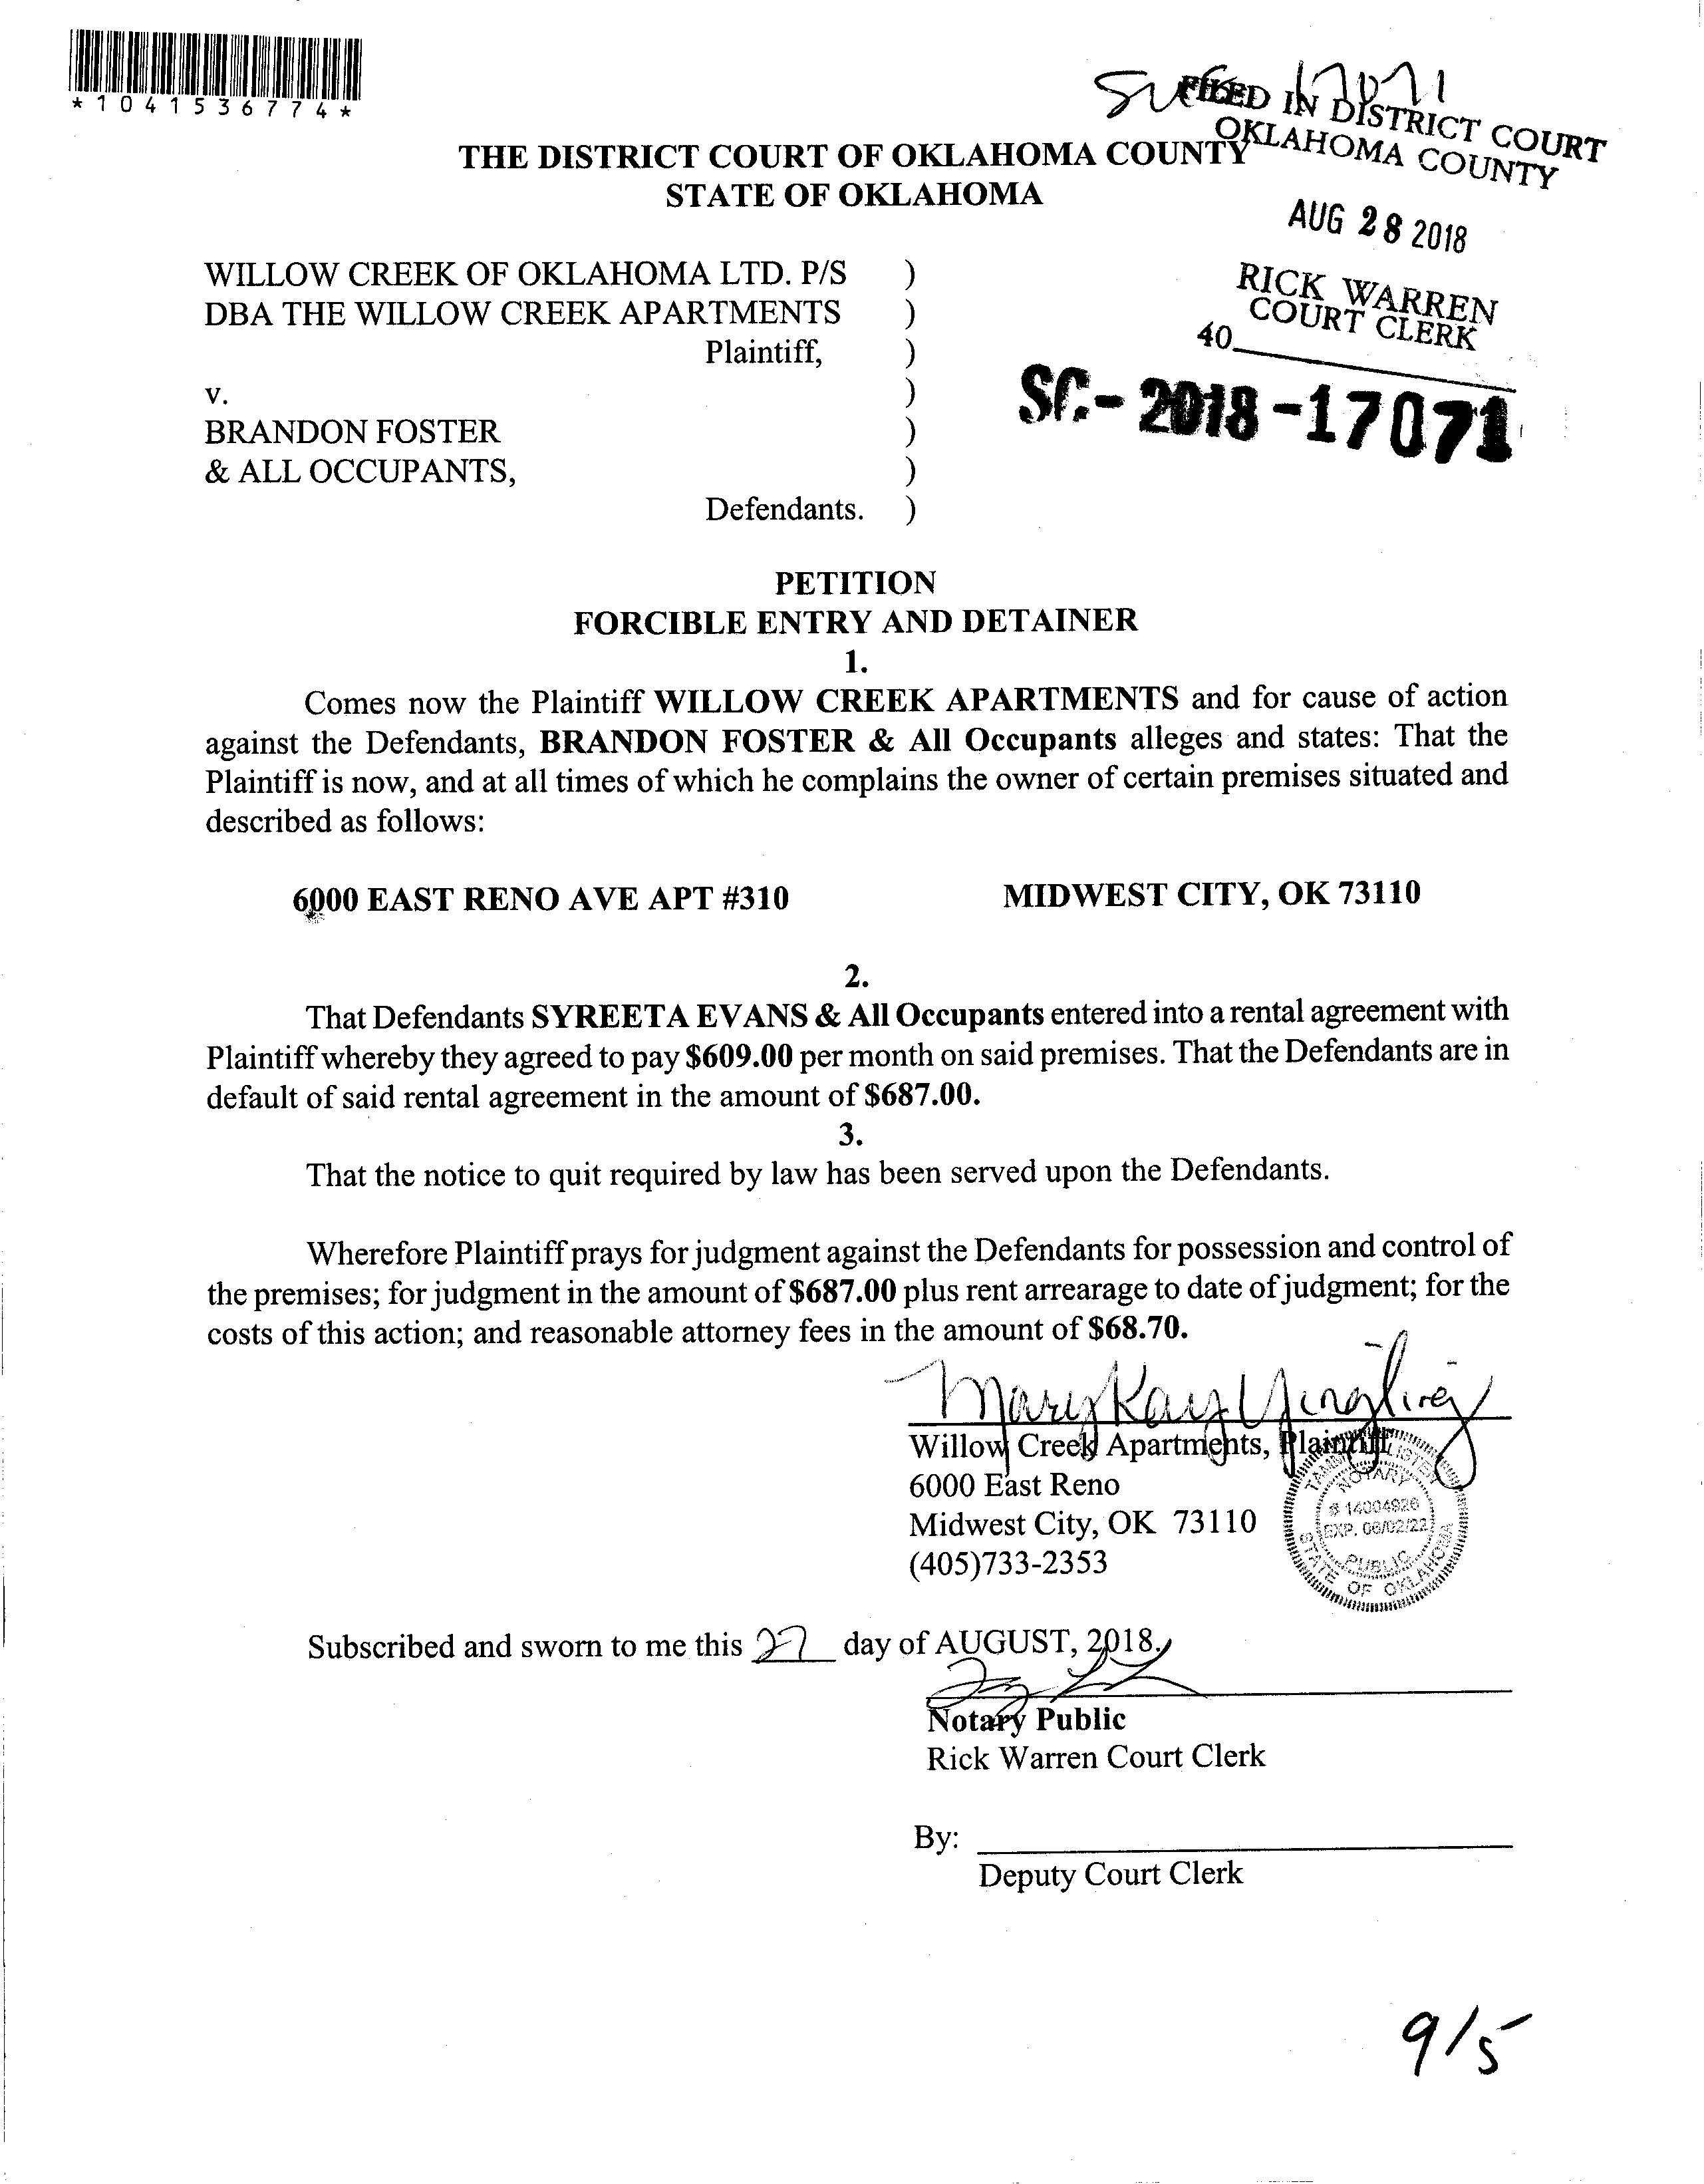 *1041536774*
17071
FILED IN DISTRICT COURT
OKLAHOMA COUNTY
THE DISTRICT COURT OF OKLAHOMA COUNTY
STATE OF OKLAHOMA
AUG 28 2018
WILLOW CREEK OF OKLAHOMA LTD. P/S )
DBA THE WILLOW CREEK APARTMENTS )
Plaintiff, )
RICK WARREN
COURT CLERK
40
v. )
SC-2018-17071
BRANDON FOSTER )
& ALL OCCUPANTS, )
Defendants. )
PETITION
FORCIBLE ENTRY AND DETAINER
1.
Comes now the Plaintiff WILLOW CREEK APARTMENTS and for cause of action
against the Defendants, BRANDON FOSTER & All Occupants alleges and states: That the
Plaintiff is now, and at all times of which he complains the owner of certain premises situated and
described as follows:
6000 EAST RENO AVE APT #310 MIDWEST CITY, OK 73110
2.
That Defendants SYREETA EVANS & All Occupants entered into a rental agreement with
Plaintiff whereby they agreed to pay $609.00 per month on said premises. That the Defendants are in
default of said rental agreement in the amount of $687.00.
3.
That the notice to quit required by law has been served upon the Defendants.
Wherefore Plaintiff prays for judgment against the Defendants for possession and control of
the premises; for judgment in the amount of $687.00 plus rent arrearage to date of judgment; for the
costs of this action; and reasonable attorney fees in the amount of $68.70.
Mary Kay Yingling
Willow Creek Apartments, Plaintiff
6000 East Reno
Midwest City, OK 73110
(405)733-2353
NOTARY
# 14004926
EXP. 06/02/22
PUBLIC
STATE OF OKLAHOMA
Subscribed and sworn to me this 27 day of AUGUST, 2018.
Notary Public
Rick Warren Court Clerk
By:
Deputy Court Clerk
9/5